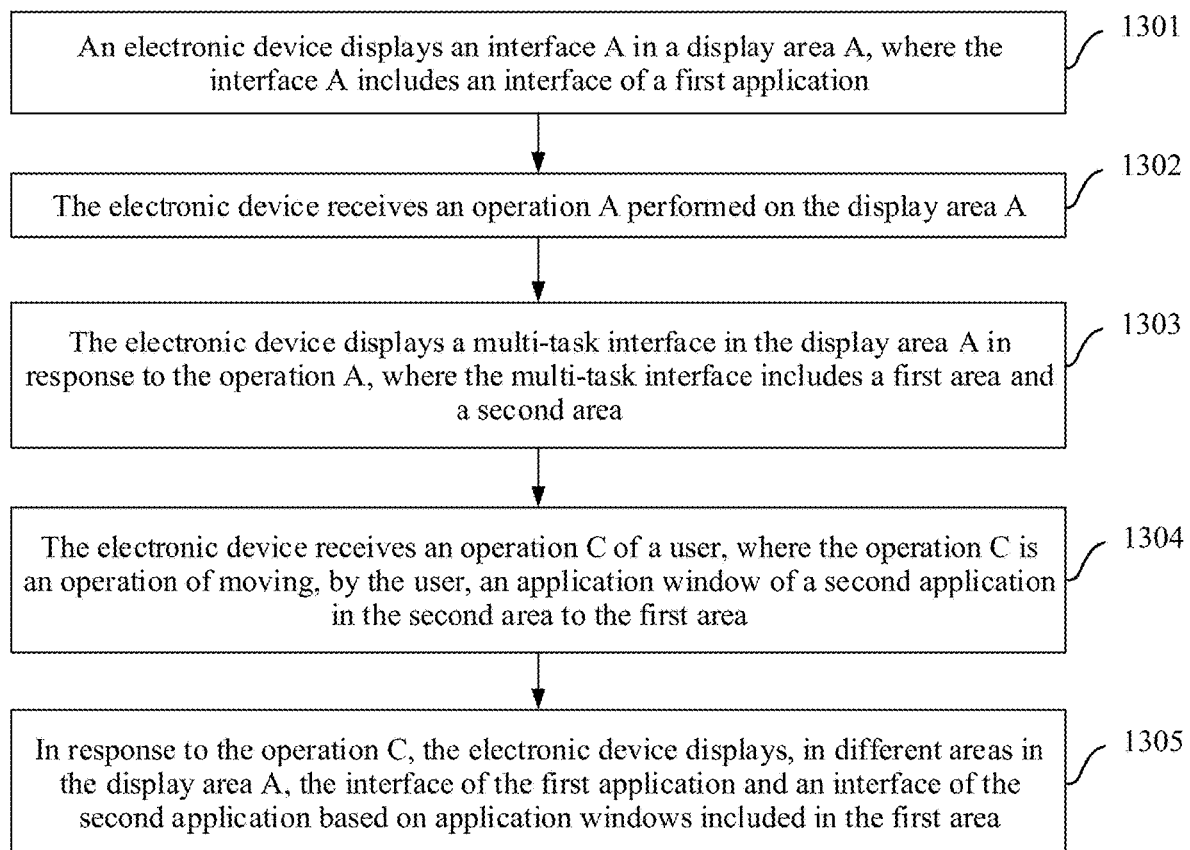 An electronic device displays an interface A in a display area A, where the
interface A includes an interface of a first application
1301
The electronic device receives an operation A performed on the display area A
1302
The electronic device displays a multi-task interface in the display area A in
response to the operation A, where the multi-task interface includes a first area and
a second area
1303
The electronic device receives an operation C of a user, where the operation C is
an operation of moving, by the user, an application window of a second application
in the second area to the first area
1304
In response to the operation C, the electronic device displays, in different areas in
the display area A, the interface of the first application and an interface of the
second application based on application windows included in the first area
1305